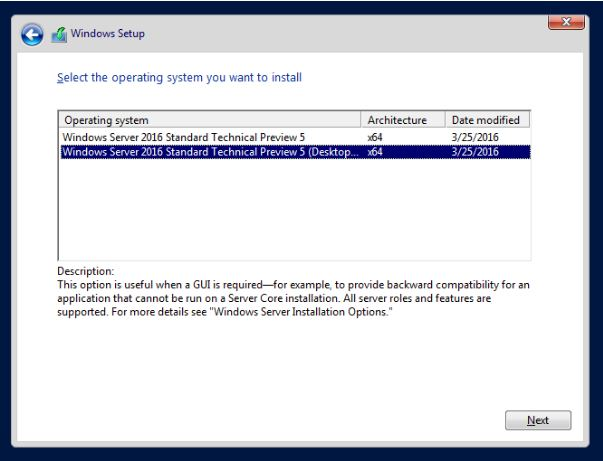 Windows Setup
Select the operating system you want to install
Operating system Architecture Date modified
Windows Server 2016 Standard Technical Preview 5 x64 3/25/2016
Windows Server 2016 Standard Technical Preview 5 (Desktop... x64 3/25/2016
Description:
This option is useful when a GUI is required—for example, to provide backward compatibility for an
application that cannot be run on a Server Core installation. All server roles and features are
supported. For more details see "Windows Server Installation Options."
Next